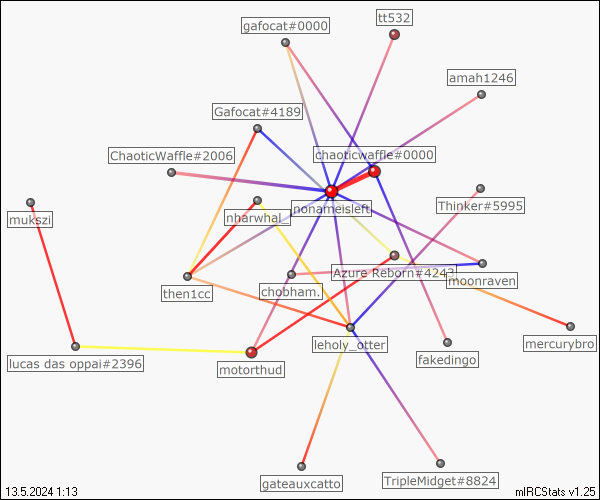 gafocat#0000
tt532
amah1246
Gafocat#4189
ChaoticWaffle#2006
chaoticwaffle#0000
nonameisleft
Thinker#5995
mukszi
nharwhal_
Azure Reborn#4243
moonraven
then1cc
chobham.
leholy_otter
mercurybro
lucas das oppai#2396
motorthud
fakedingo
gateauxcatto
TripleMidget#8824
13.5.2024 1:13
mIRCStats v1.25